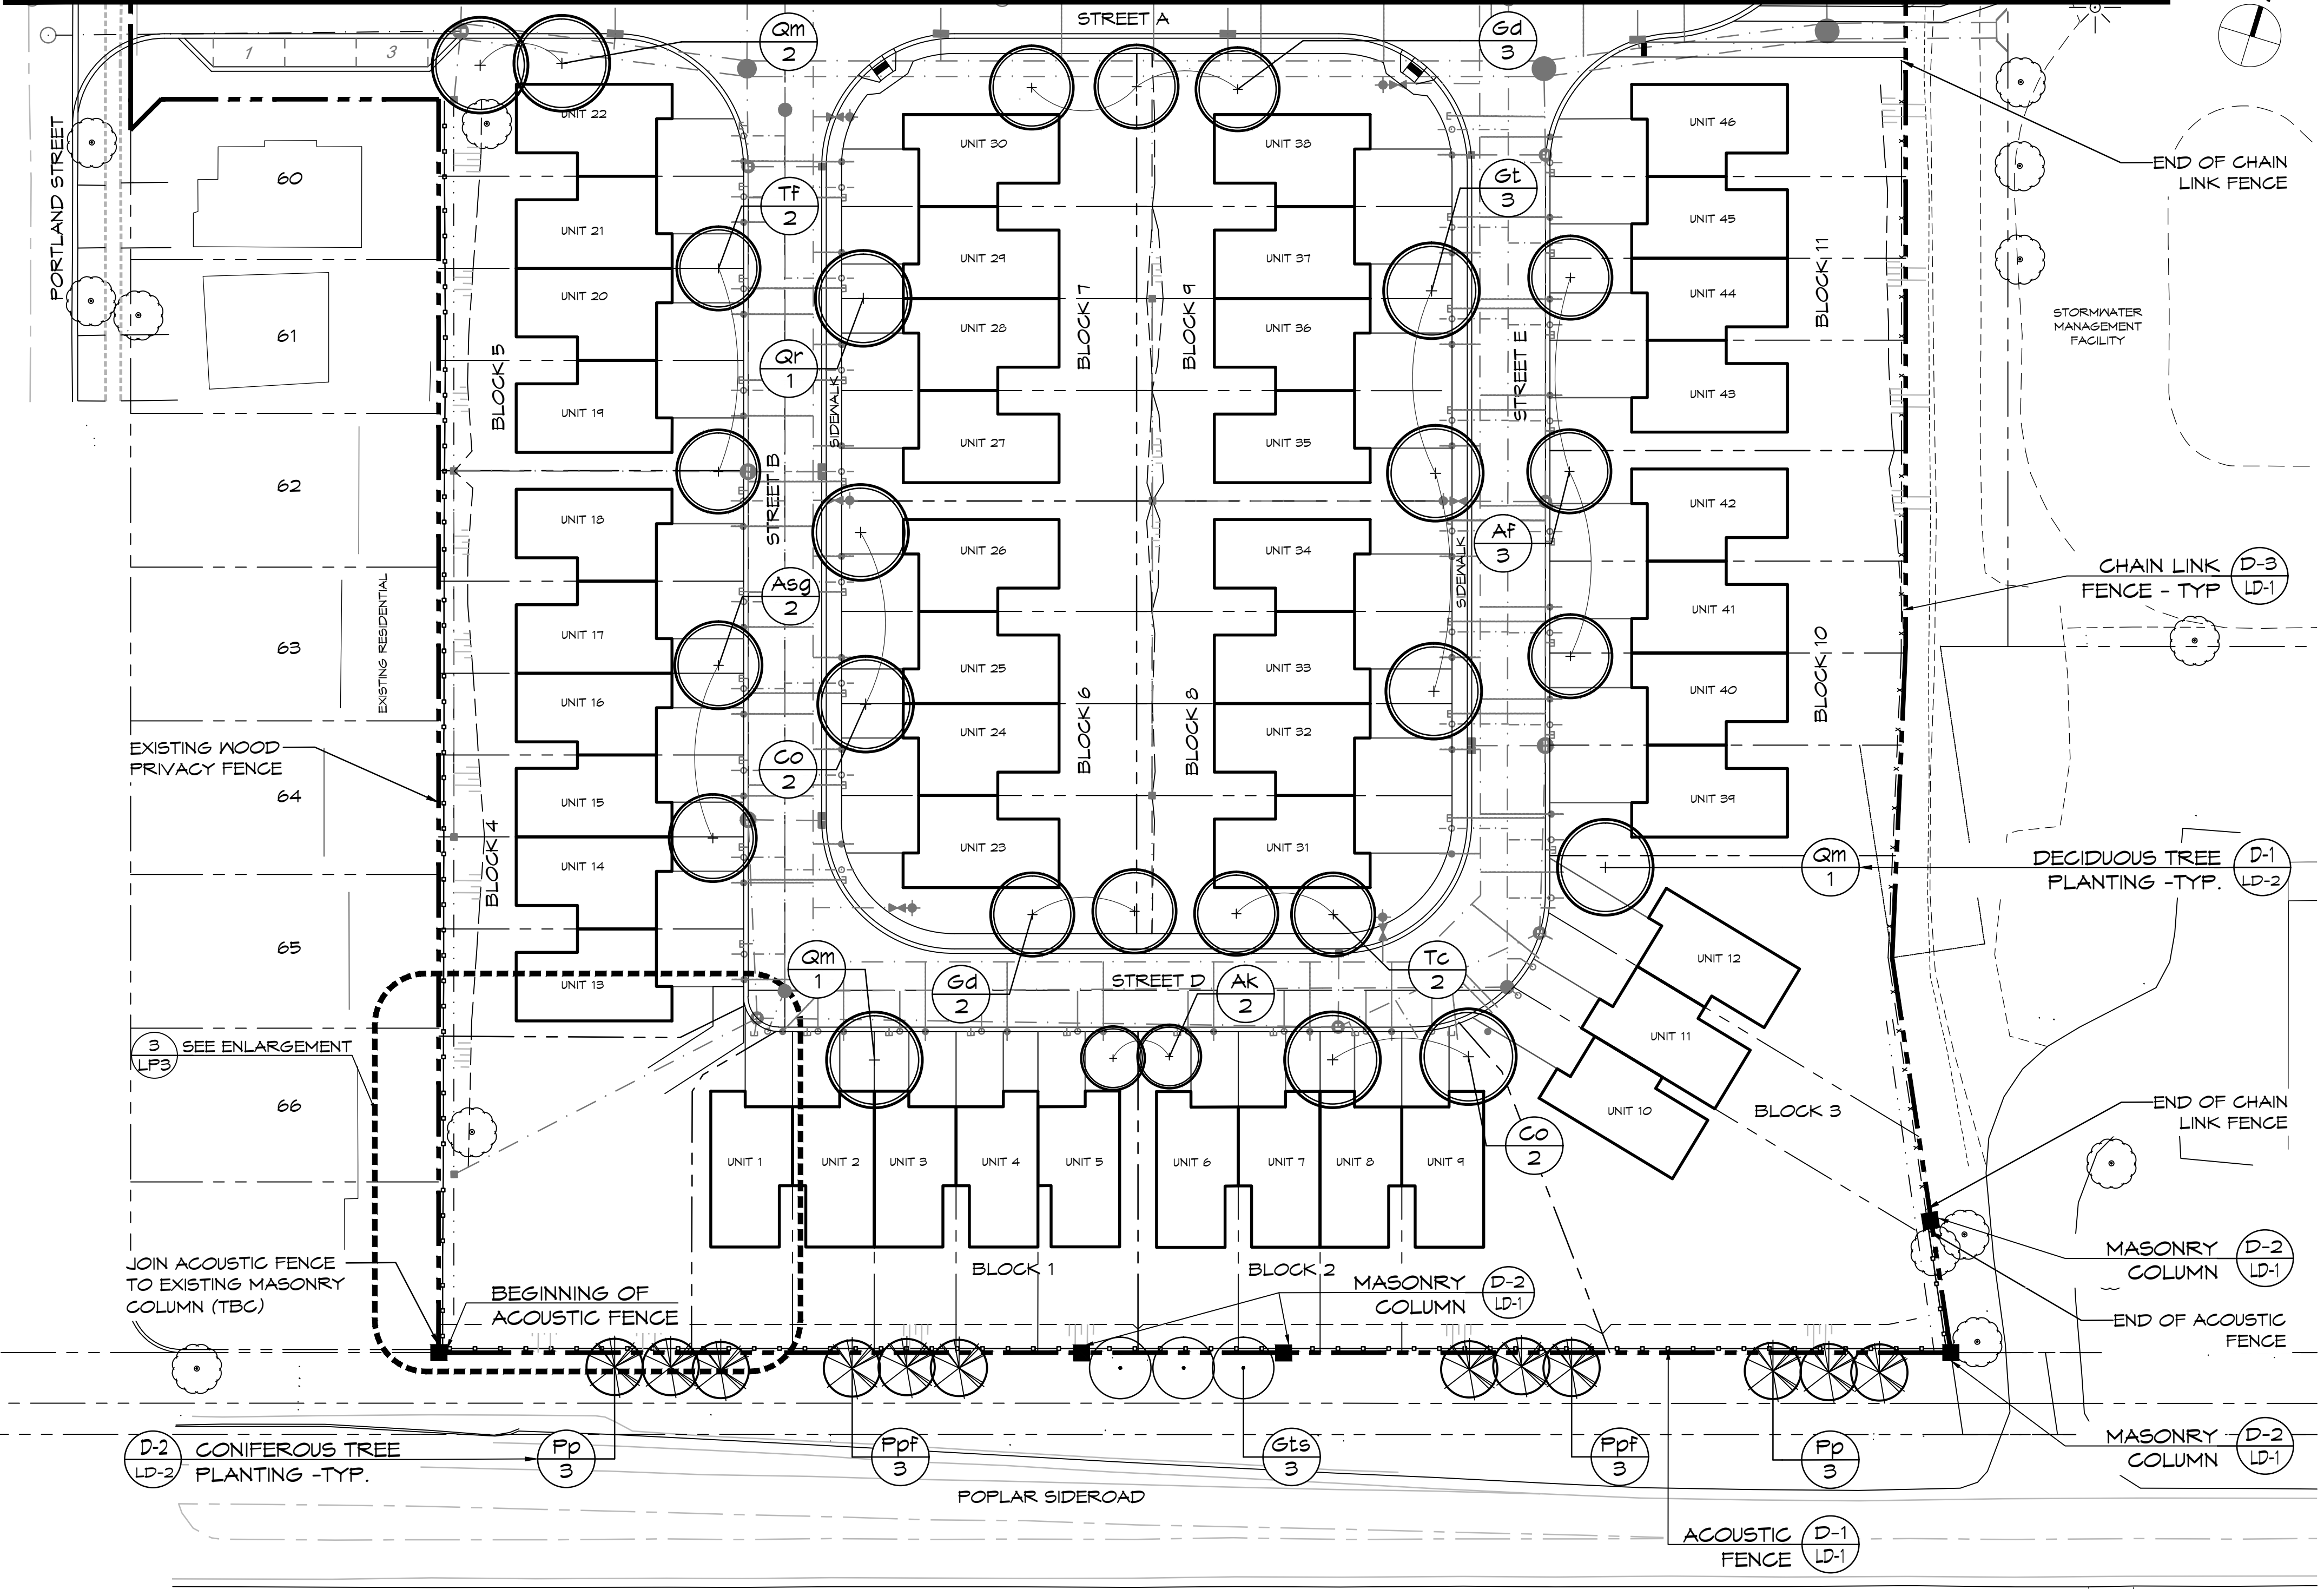 STREET A
Qm
2
Gd
3
1
3
PORTLAND STREET
60
61
62
63
64
65
66
EXISTING RESIDENTIAL
EXISTING WOOD
PRIVACY FENCE
3
LP3
SEE ENLARGEMENT
JOIN ACOUSTIC FENCE
TO EXISTING MASONRY
COLUMN (TBC)
BEGINNING OF
ACOUSTIC FENCE
BLOCK 5
UNIT 22
UNIT 21
UNIT 20
UNIT 19
BLOCK 4
UNIT 18
UNIT 17
UNIT 16
UNIT 15
UNIT 14
UNIT 13
Tf
2
Qr
1
SIDEWALK
STREET B
Asg
2
Co
2
Qm
1
UNIT 30
UNIT 29
UNIT 28
UNIT 27
BLOCK 7
UNIT 26
UNIT 25
UNIT 24
UNIT 23
BLOCK 6
BLOCK 9
UNIT 38
UNIT 37
UNIT 36
UNIT 35
BLOCK 8
UNIT 34
UNIT 33
UNIT 32
UNIT 31
Gt
3
STREET E
Af
3
SIDEWALK
Gd
2
STREET D
Ak
2
Tc
2
UNIT 46
UNIT 45
UNIT 44
UNIT 43
BLOCK 11
UNIT 42
UNIT 41
UNIT 40
UNIT 39
BLOCK 10
END OF CHAIN
LINK FENCE
STORMWATER
MANAGEMENT
FACILITY
CHAIN LINK
FENCE - TYP
D-3
LD-1
Qm
1
DECIDUOUS TREE
PLANTING -TYP.
D-1
LD-2
UNIT 12
UNIT 11
UNIT 10
BLOCK 3
Co
2
UNIT 1
UNIT 2
UNIT 3
UNIT 4
UNIT 5
BLOCK 1
UNIT 6
UNIT 7
UNIT 8
UNIT 9
BLOCK 2
MASONRY
COLUMN
D-2
LD-1
END OF CHAIN
LINK FENCE
MASONRY
COLUMN
D-2
LD-1
END OF ACOUSTIC
FENCE
MASONRY
COLUMN
D-2
LD-1
D-2
LD-2
CONIFEROUS TREE
PLANTING -TYP.
Pp
3
Ppf
3
Gts
3
Ppf
3
Pp
3
POPLAR SIDEROAD
ACOUSTIC
FENCE
D-1
LD-1